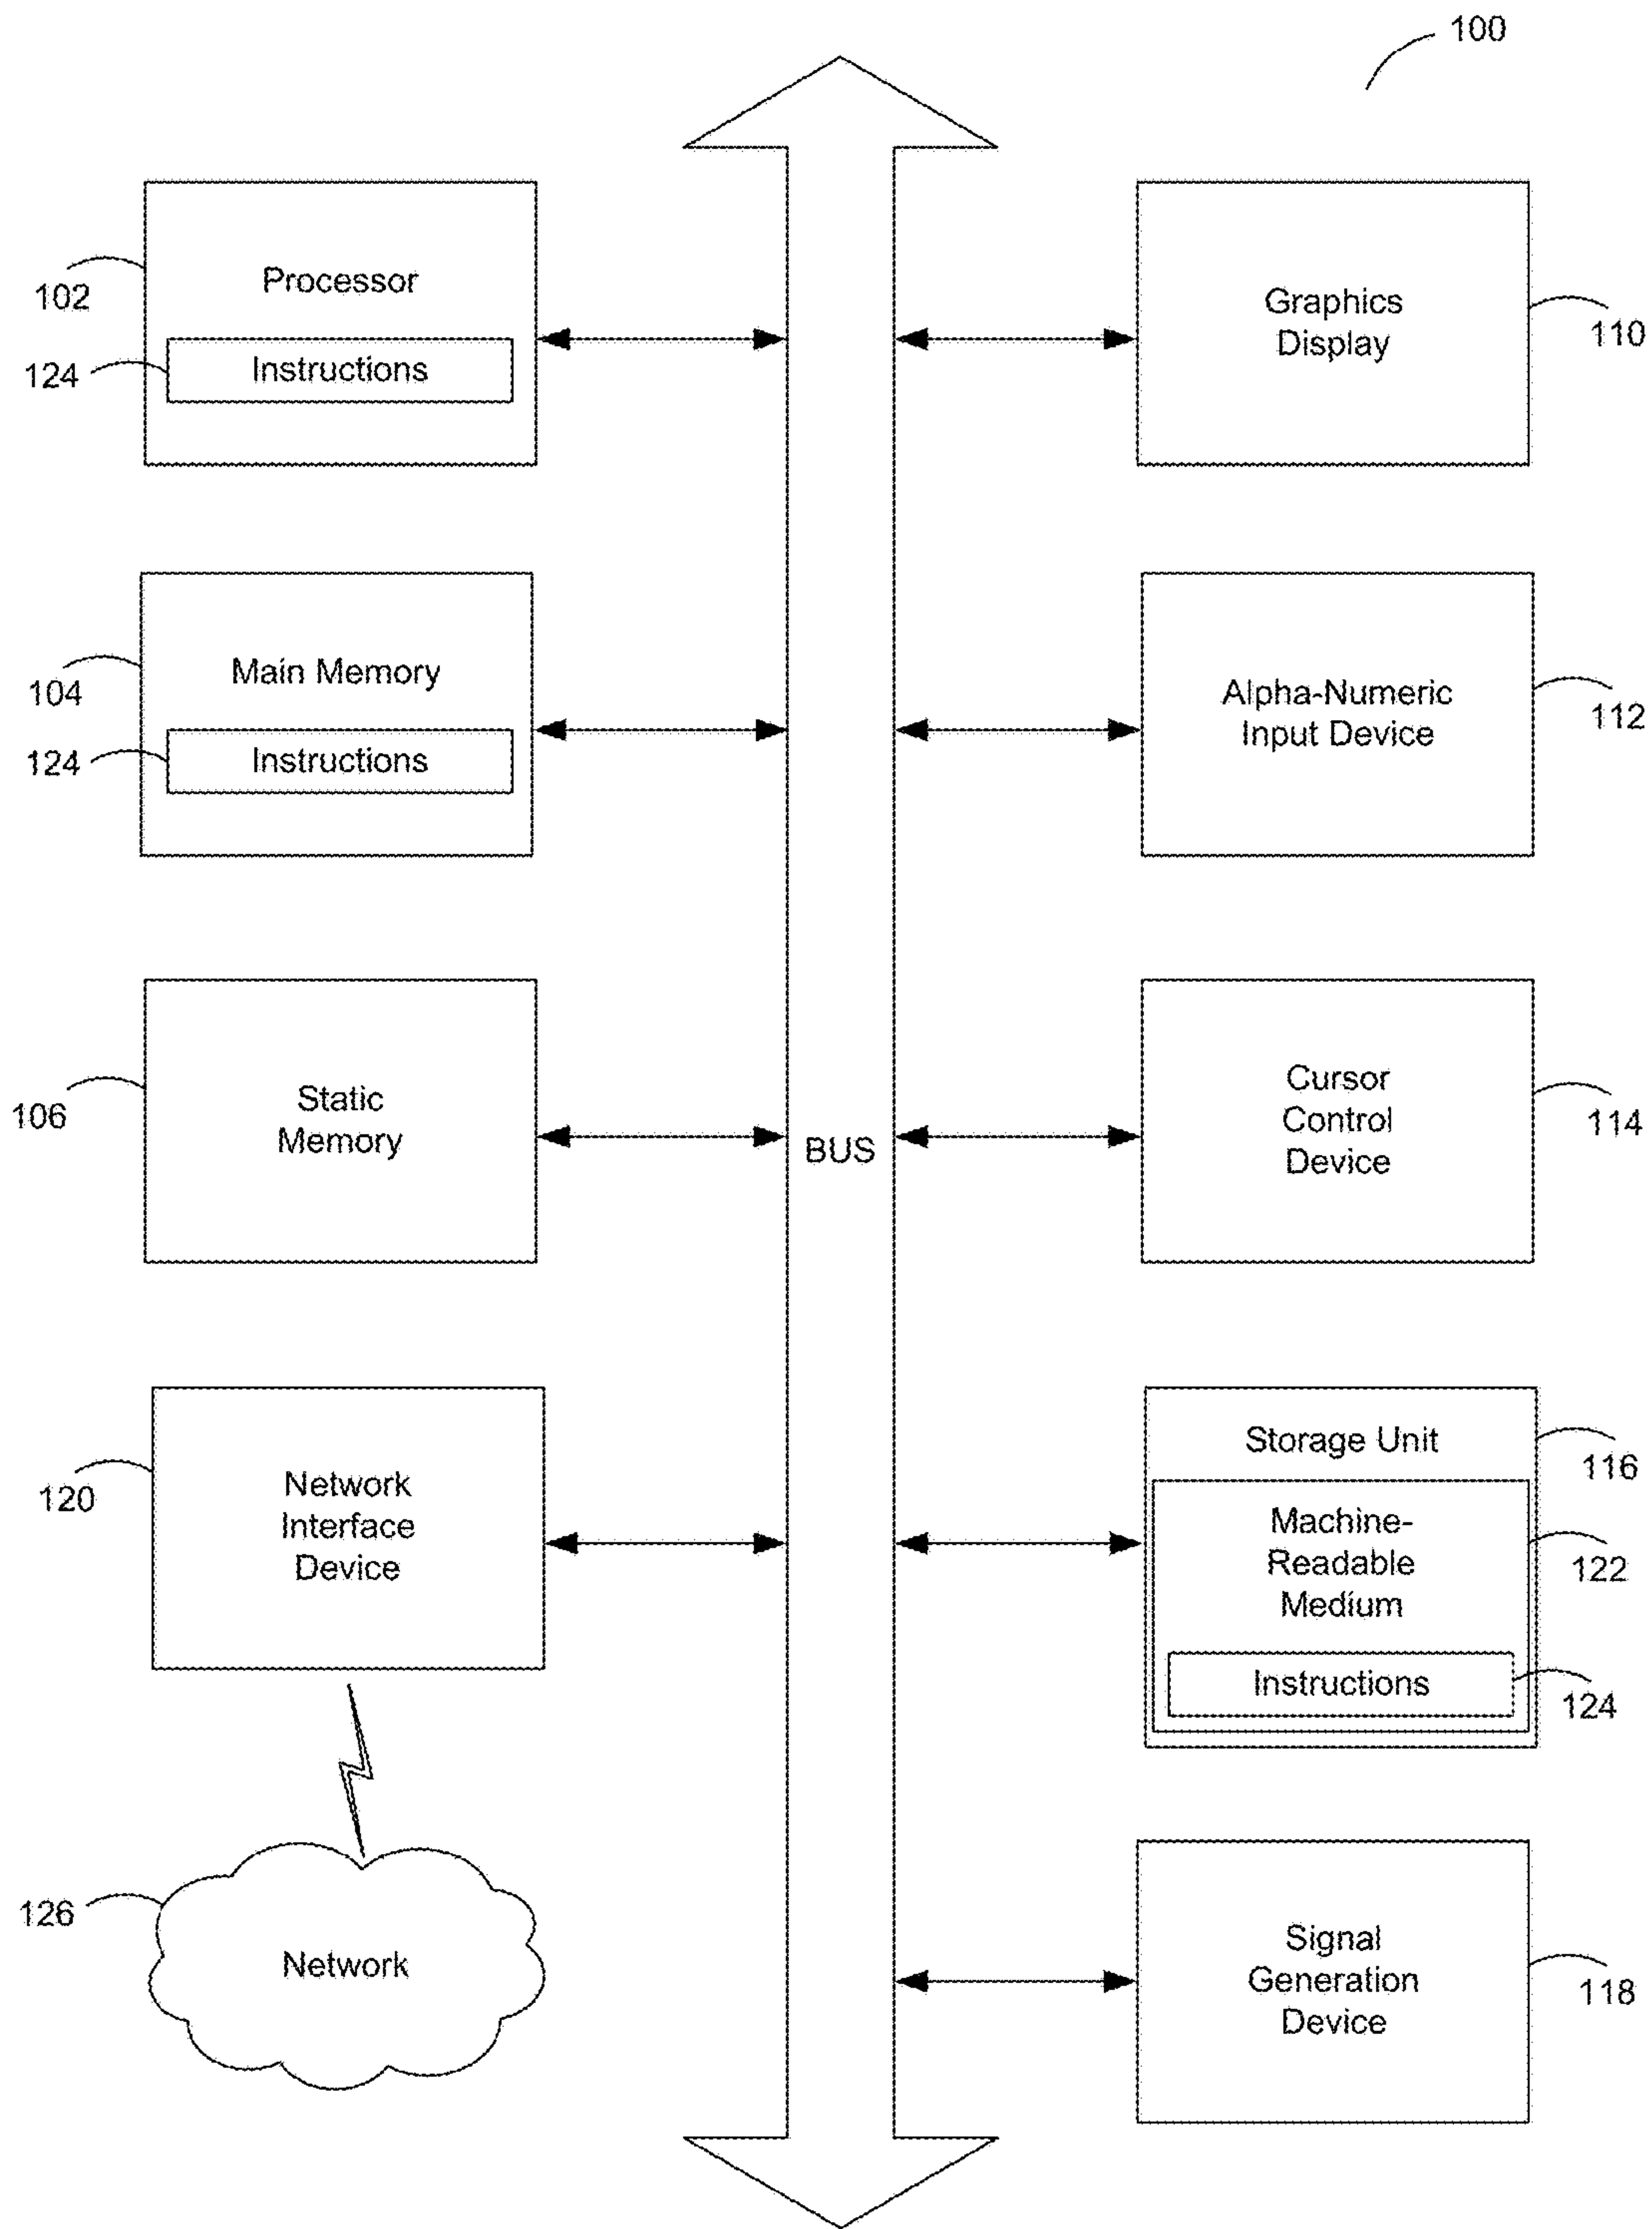 100
Processor
102
Instructions
124
Graphics
Display
110
Main Memory
104
Instructions
124
Alpha-Numeric
Input Device
112
Static
Memory
106
BUS
Cursor
Control
Device
114
Network
Interface
Device
120
Storage Unit
116
Machine-
Readable
Medium
122
Instructions
124
126
Network
Signal
Generation
Device
118